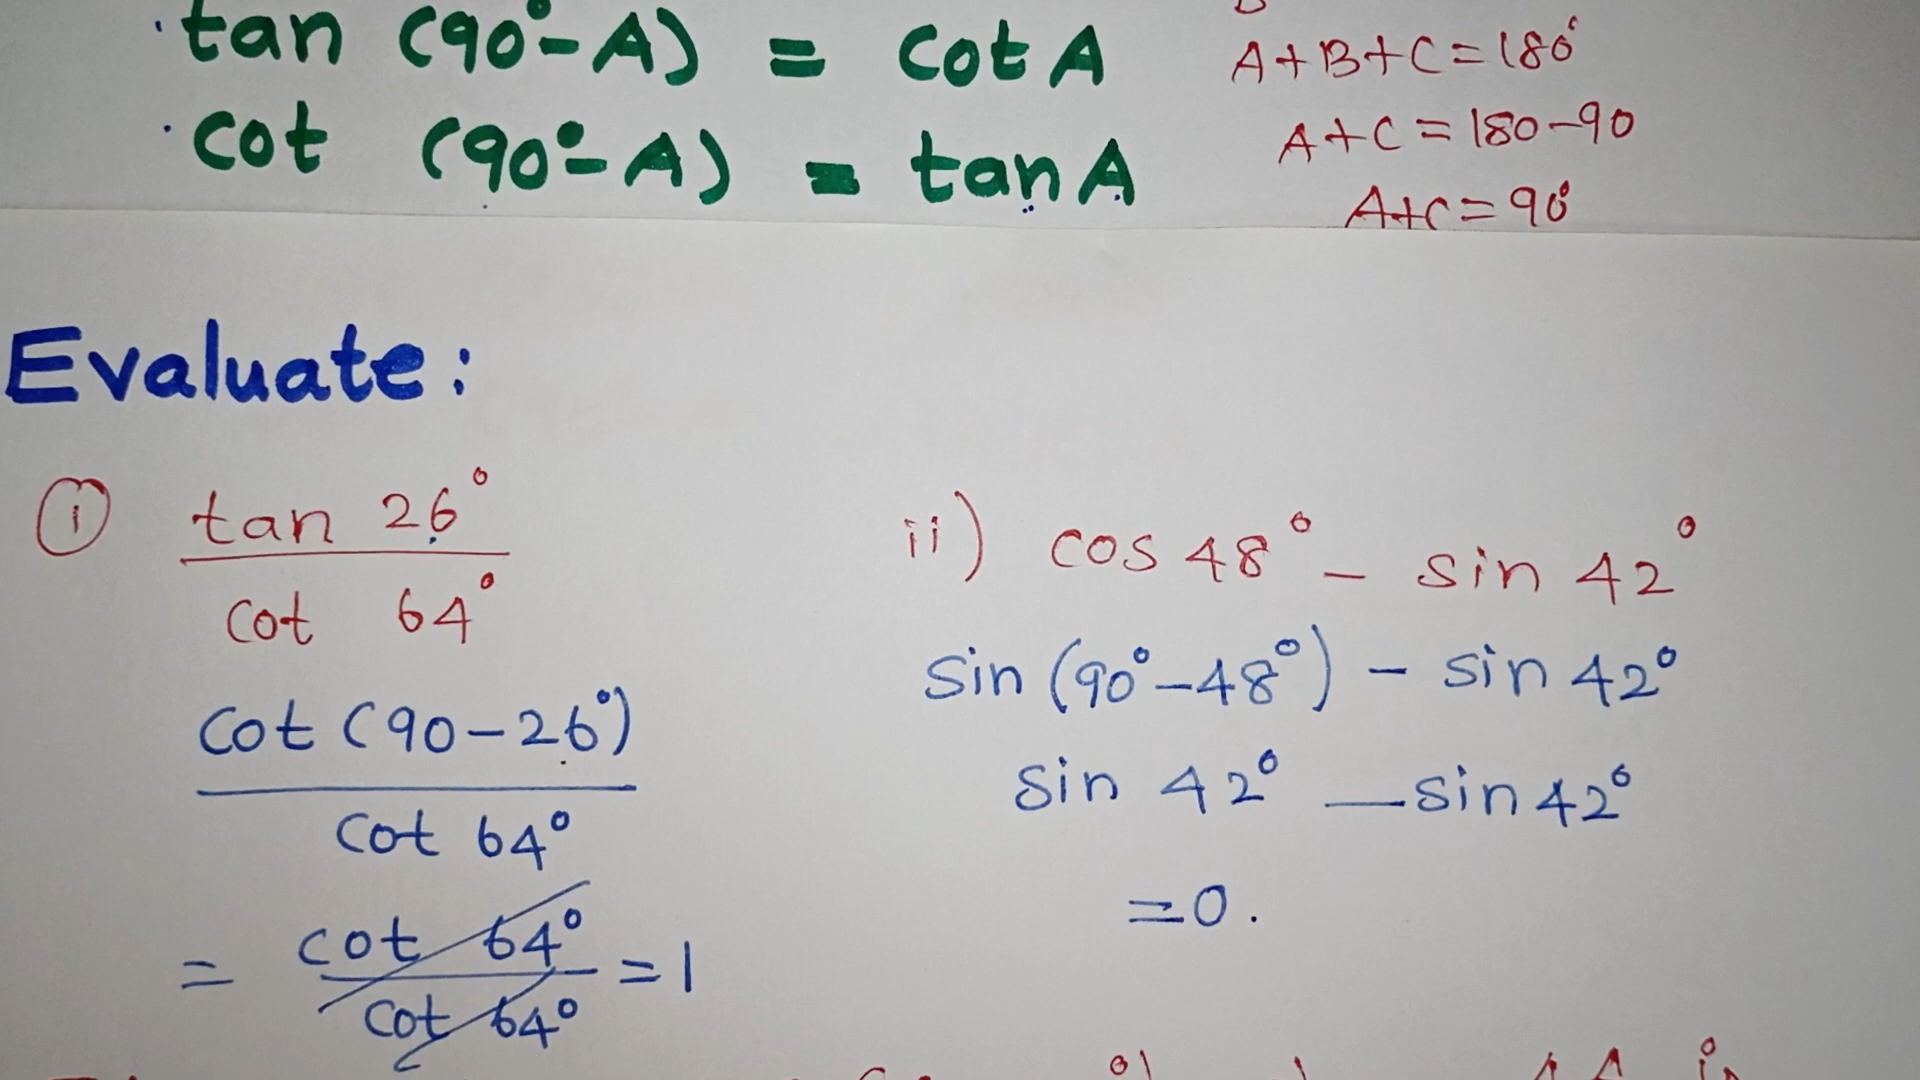 tan (90°-A) = cot A
cot (90°-A) = tan A
A+B+C=180°
A+C=180-90
A+C=90°
Evaluate:
i tan 26°
cot 64°
cot (90-26°)
cot 64°
= cot 64° = 1
cot 64°
ii) cos 48° - sin 42°
sin (90°-48°) - sin 42°
sin 42° - sin 42°
=0.